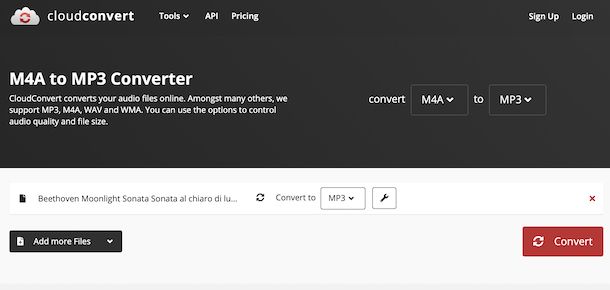 cloudconvert Tools API Pricing Sign Up Login
M4A to MP3 Converter
CloudConvert converts your audio files online. Amongst many others, we
support MP3, M4A, WAV and WMA. You can use the options to control
audio quality and file size.
convert M4A to MP3
Beethoven Moonlight Sonata Sonata al chiaro di lu... Convert to MP3
Add more Files
Convert